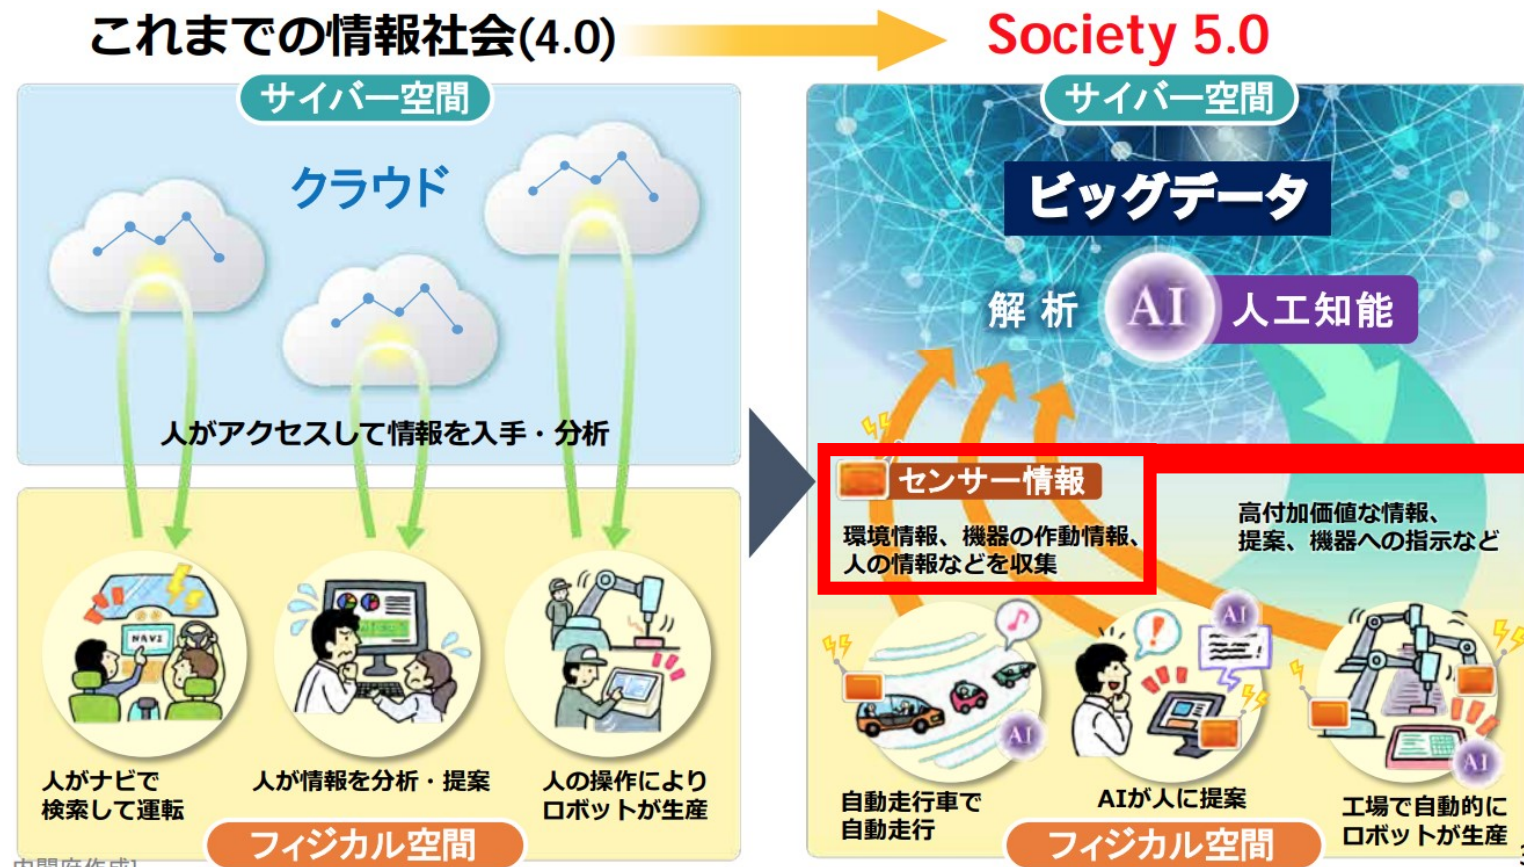 これまでの情報社会(4.0)
Society 5.0
サイバー空間
クラウド
人がアクセスして情報を入手・分析
NAVI
人がナビで
検索して運転
人が情報を分析・提案
人の操作により
ロボットが生産
フィジカル空間
サイバー空間
ビッグデータ
解析
AI
人工知能
センサー情報
環境情報、機器の作動情報、
人の情報などを収集
高付加価値な情報、
提案、機器への指示など
AI
AI
AI
自動走行車で
自動走行
AIが人に提案
工場で自動的に
ロボットが生産
フィジカル空間